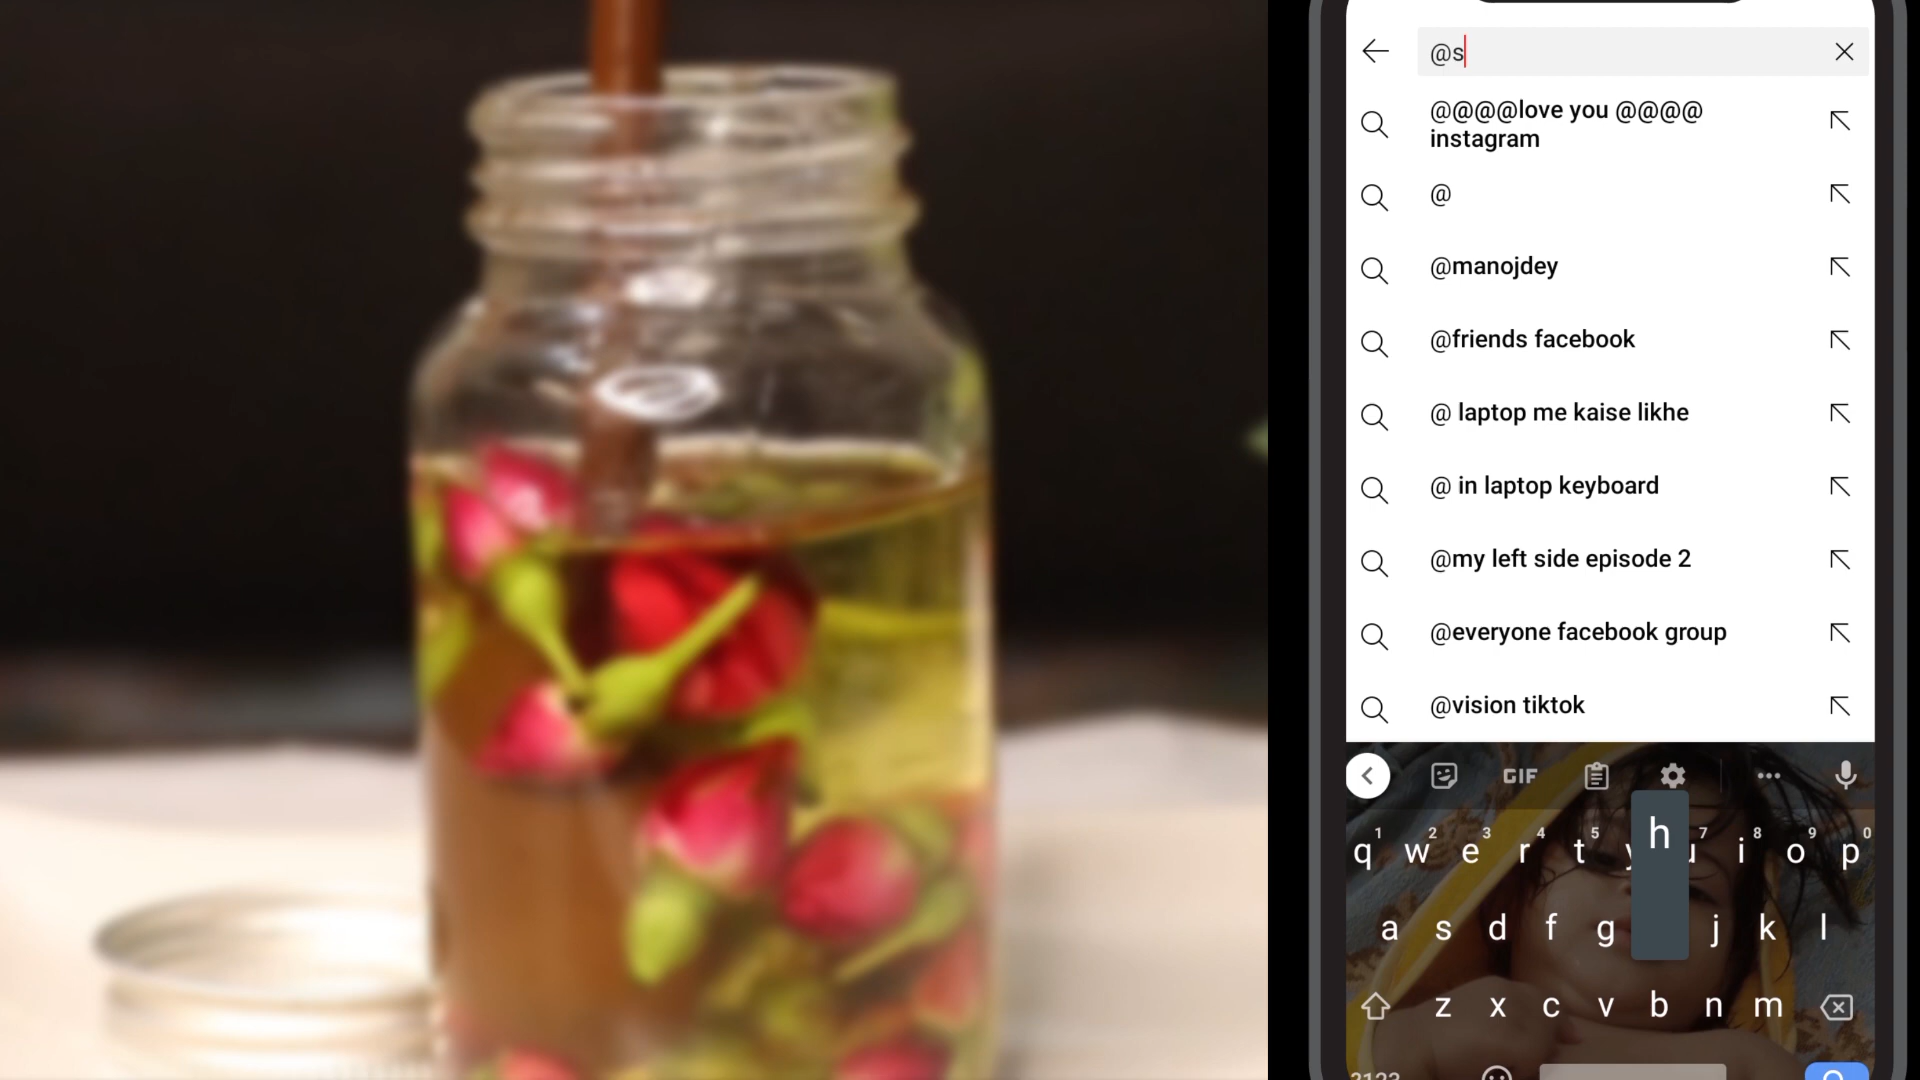 @s
@@@@love you @@@@
instagram
@
@manojdey
@friends facebook
@ laptop me kaise likhe
@ in laptop keyboard
@my left side episode 2
@everyone facebook group
@vision tiktok
GIF
1 2 3 4 5 7 8 9 0
q w e r t h i o p
a s d f g j k l
z x c v b n m